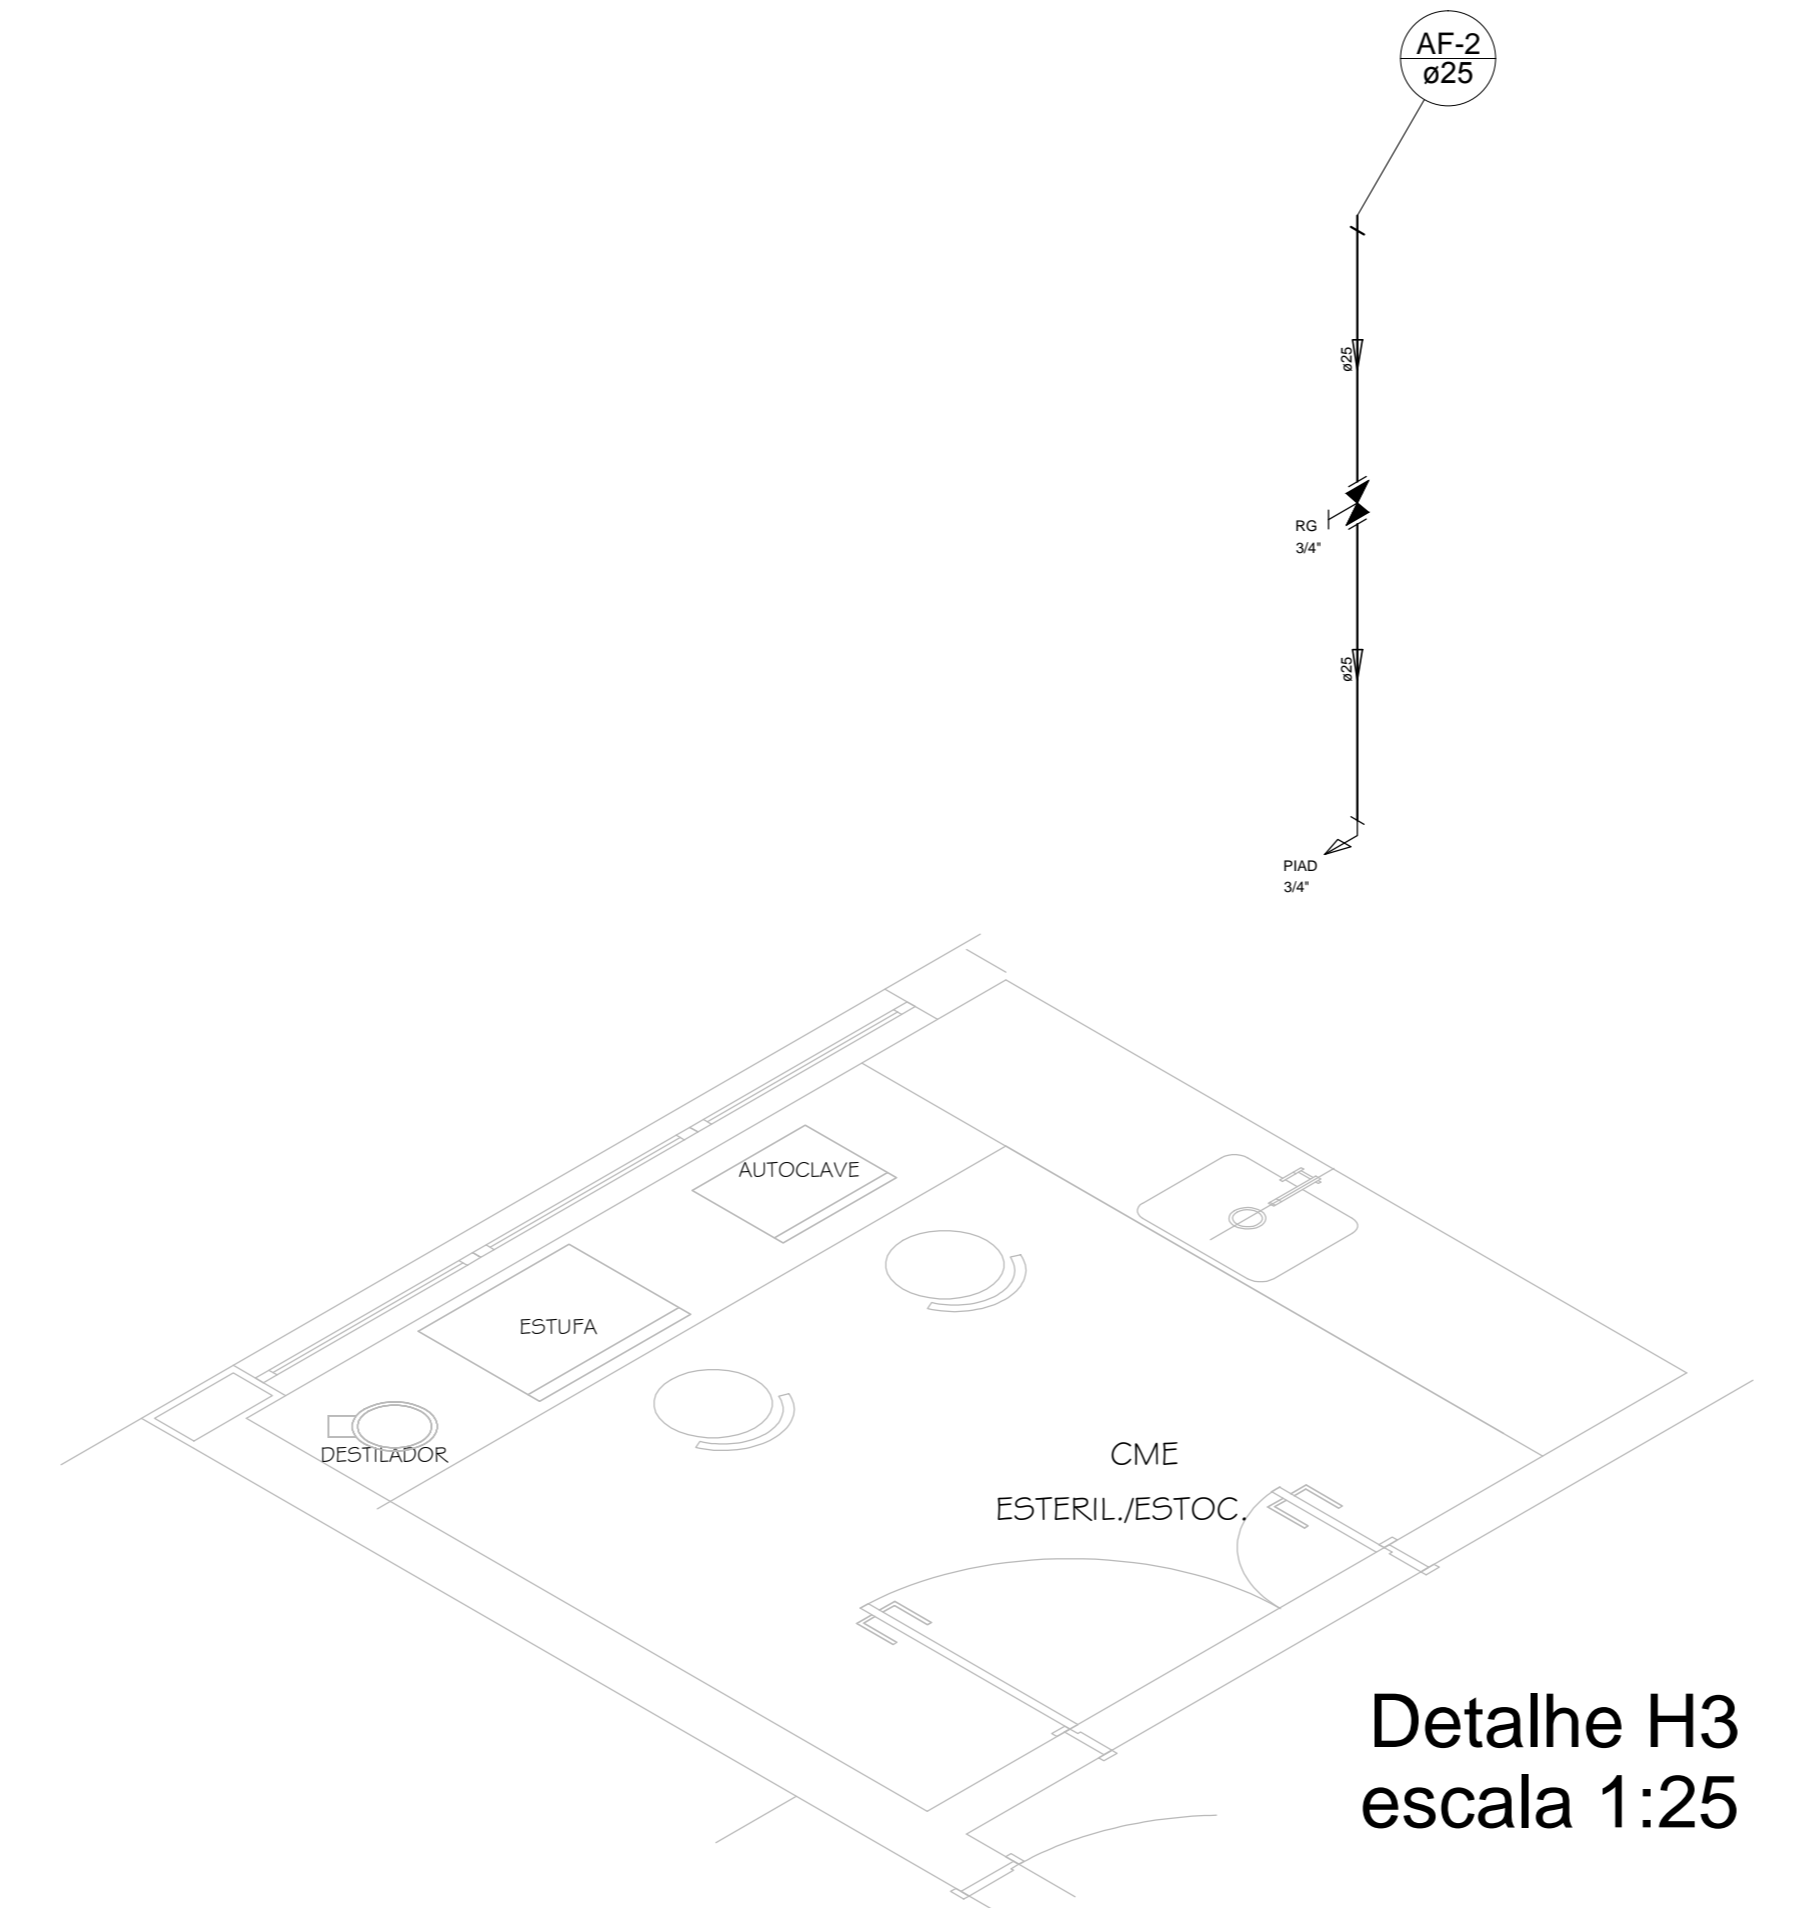 AF-2
ø25
ø25
RG
3/4"
ø25
PIAD
3/4"
AUTOCLAVE
ESTUFA
DESTILADOR
CME
ESTERIL./ESTOC.
Detalhe H3
escala 1:25